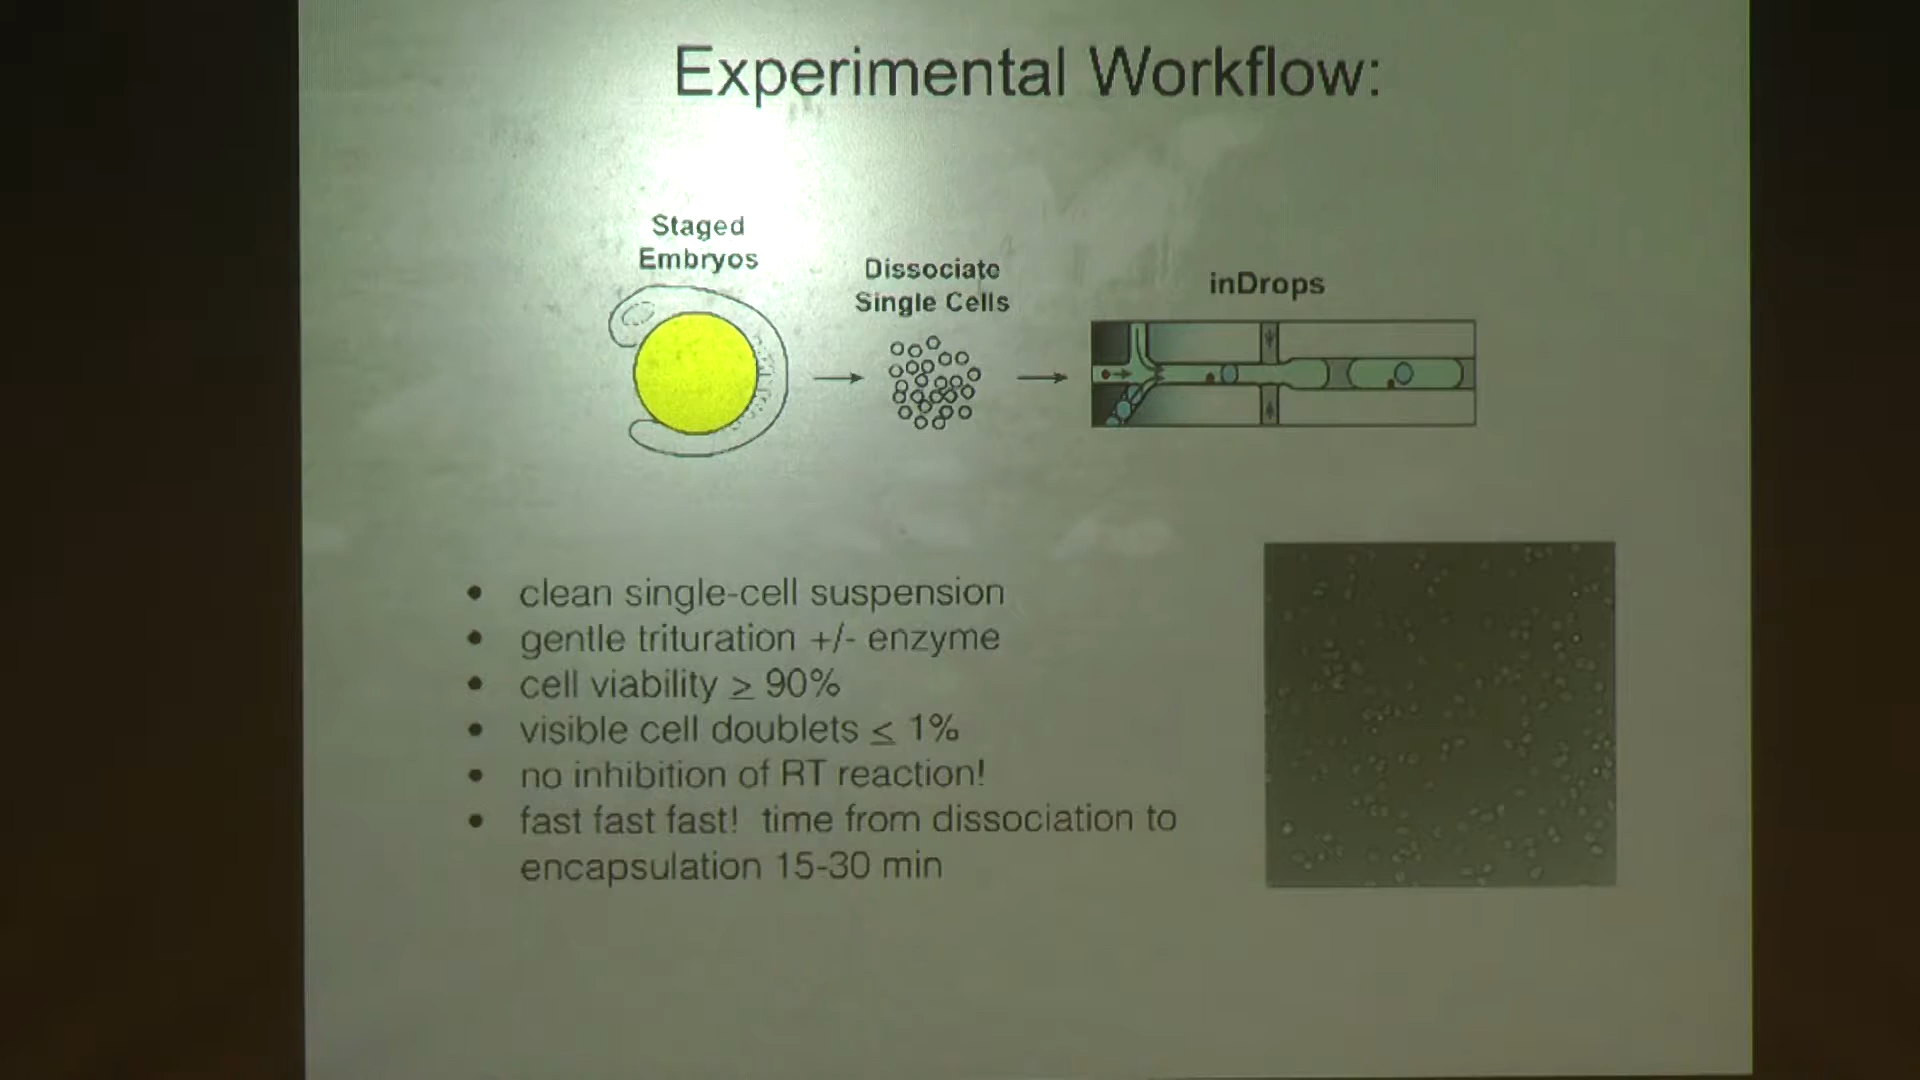 Experimental Workflow:
Staged
Embryos
Dissociate
Single Cells
inDrops
• clean single-cell suspension
• gentle trituration +/- enzyme
• cell viability ≥ 90%
• visible cell doublets ≤ 1%
• no inhibition of RT reaction!
• fast fast fast!  time from dissociation to
encapsulation 15-30 min